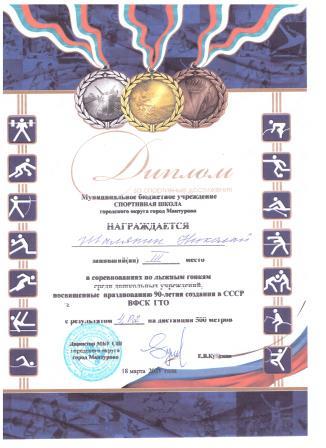 Диплом
за спортивные достижения
Муниципальное бюджетное учреждение
СПОРТИВНАЯ ШКОЛА
городского округа город Мантурово
НАГРАЖДАЕТСЯ
Николай
занявший(ая) III место
в соревнованиях по лыжным гонкам
среди дошкольных учреждений,
посвященные празднованию 90-летия создания в СССР
ВФСК ГТО
с результатом на дистанции 500 метров
Директор МБУ СШ
городского округа
город Мантурово
18 марта